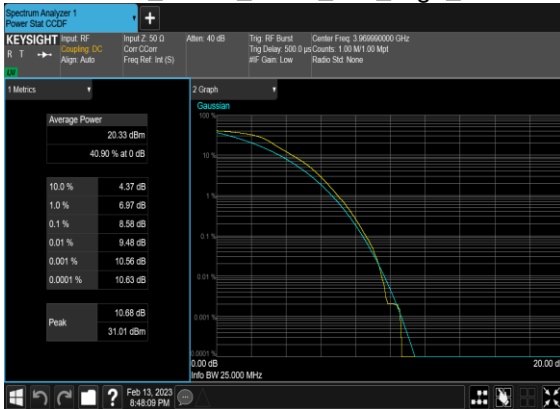 Spectrum Analyzer 1
Power Stat CCDF
+
KEYSIGHT
R T
LXI
Input: RF
Coupling: DC
Align: Auto
Input Z: 50 Ω
Corr CCorr
Freq Ref: Int (S)
Atten: 40 dB
Trig: RF Burst
Trig Delay: 500.0 µs
#IF Gain: Low
Center Freq: 3.969990000 GHz
Counts: 1.00 M/1.00 Mpt
Radio Std: None
1 Metrics
Average Power
20.33 dBm
40.90 % at 0 dB
10.0 % 4.37 dB
1.0 % 6.97 dB
0.1 % 8.58 dB
0.01 % 9.48 dB
0.001 % 10.56 dB
0.0001 % 10.63 dB
Peak
10.68 dB
31.01 dBm
2 Graph
Gaussian
100 %
10 %
1 %
0.1 %
0.01 %
0.001 %
0.0001 %
0.00 dB
20.00 d
Info BW 25.000 MHz
?
Feb 13, 2023
8:48:09 PM